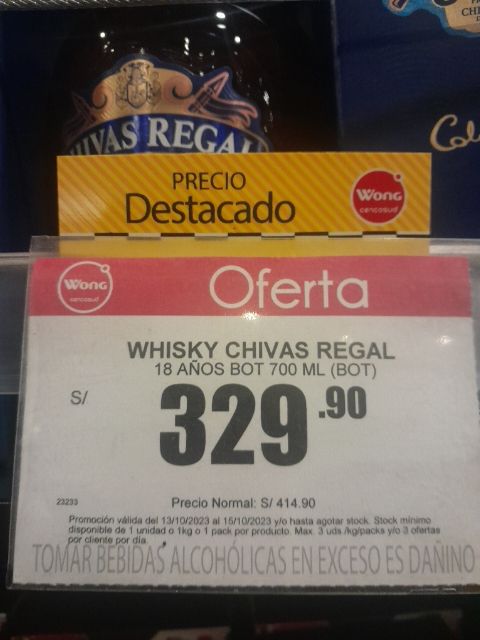 CHIVAS REGAL
PRECIO
Destacado
Wong
cencosud
Wong
cencosud
Oferta
WHISKY CHIVAS REGAL
18 AÑOS BOT 700 ML (BOT)
S/ 329.90
23233
Precio Normal: S/ 414.90
Promoción válida del 13/10/2023 al 15/10/2023 y/o hasta agotar stock. Stock mínimo
disponible de 1 unidad o 1kg o 1 pack por producto. Max. 3 uds./kg/packs y/o 3 ofertas
por cliente por día.
TOMAR BEBIDAS ALCOHÓLICAS EN EXCESO ES DAÑINO